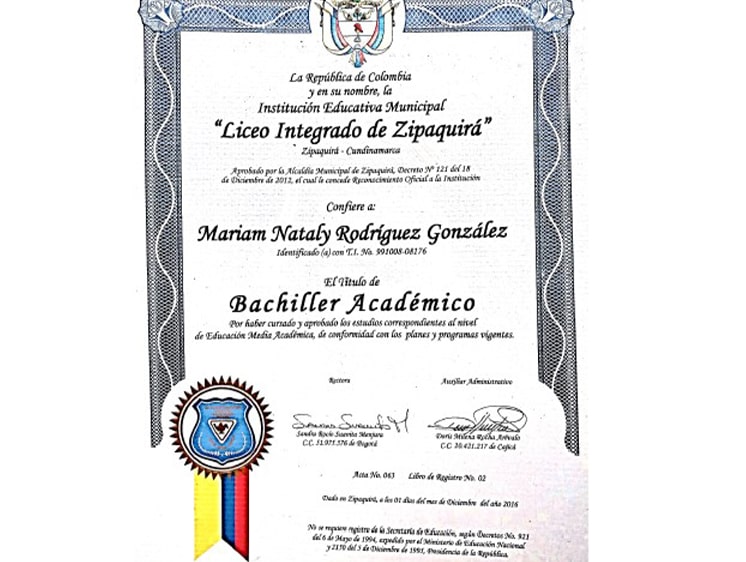 La República de Colombia
y en su nombre, la
Institución Educativa Municipal
"Liceo Integrado de Zipaquirá"
Zipaquirá - Cundinamarca
Aprobado por la Alcaldía Municipal de Zipaquirá, Decreto Nº 121 del 18
de Diciembre de 2012, el cual le concede Reconocimiento Oficial a la Institución
Confiere a:
Mariam Nataly Rodríguez González
Identificado (a) con T.I. No. 991008-08176
El Título de
Bachiller Académico
Por haber cursado y aprobado los estudios correspondientes al nivel
de Educación Media Académica, de conformidad con los planes y programas vigentes.
Rectora Auxiliar Administrativo
Sandra Rocío Siavita Menjura Doris Milena Rocha Arévalo
C.C. 51.975.576 de Bogotá C.C. 20.421.217 de Cajicá
Acta No. 043 Libro de Registro No. 02
Dado en Zipaquirá, a los 01 días del mes de Diciembre del año 2016
No se requiere registro de la Secretaría de Educación, según Decretos No. 921
del 6 de Mayo de 1994, expedido por el Ministerio de Educación Nacional
y 2150 del 5 de Diciembre de 1995, Presidencia de la República.